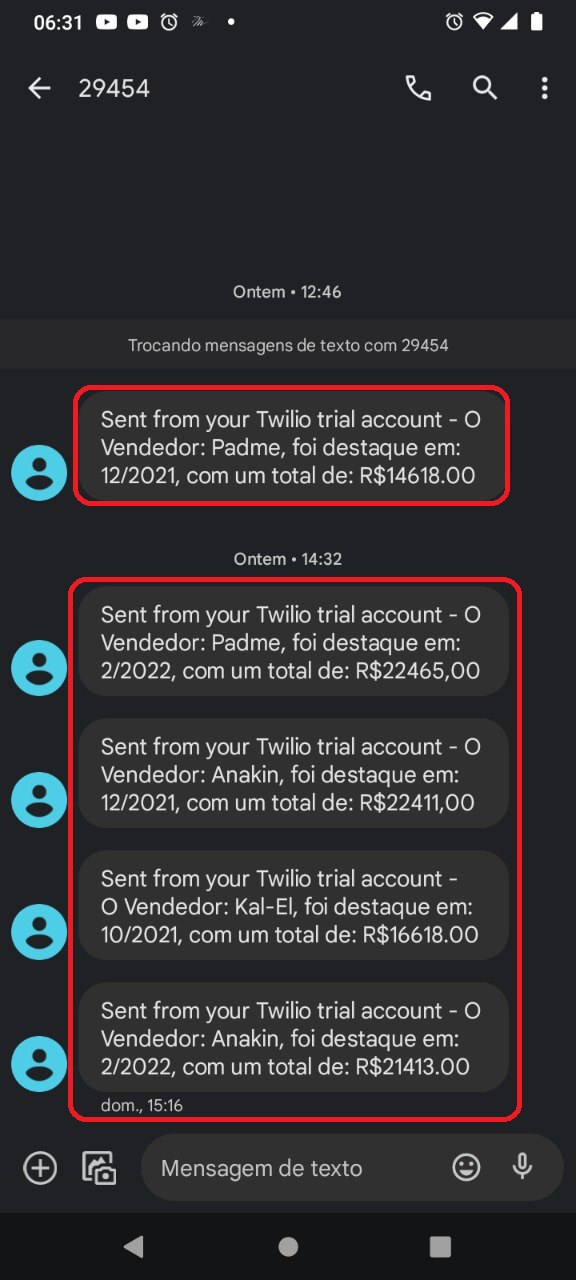 06:31
29454
Ontem • 12:46
Trocando mensagens de texto com 29454
Sent from your Twilio trial account - O
Vendedor: Padme, foi destaque em:
12/2021, com um total de: R$14618.00
Ontem • 14:32
Sent from your Twilio trial account - O
Vendedor: Padme, foi destaque em:
2/2022, com um total de: R$22465,00
Sent from your Twilio trial account - O
Vendedor: Anakin, foi destaque em:
12/2021, com um total de: R$22411,00
Sent from your Twilio trial account -
O Vendedor: Kal-El, foi destaque em:
10/2021, com um total de: R$16618.00
Sent from your Twilio trial account - O
Vendedor: Anakin, foi destaque em:
2/2022, com um total de: R$21413.00
dom., 15:16
Mensagem de texto